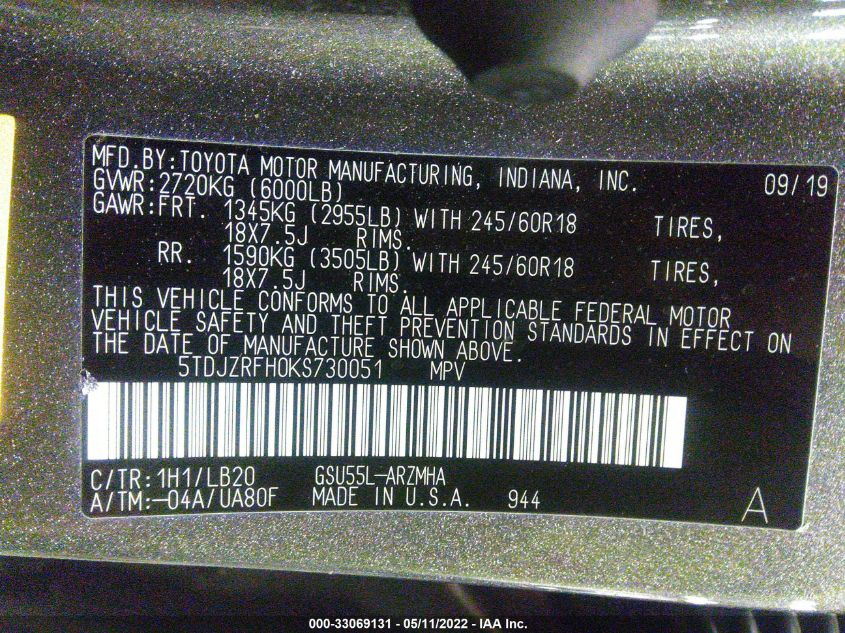 MFD.BY:TOYOTA MOTOR MANUFACTURING, INDIANA, INC. 09/19
GVWR:2720KG (6000LB)
GAWR:FRT. 1345KG (2955LB) WITH 245/60R18 TIRES,
18X7.5J RIMS.
RR. 1590KG (3505LB) WITH 245/60R18 TIRES,
18X7.5J RIMS.
THIS VEHICLE CONFORMS TO ALL APPLICABLE FEDERAL MOTOR
VEHICLE SAFETY AND THEFT PREVENTION STANDARDS IN EFFECT ON
THE DATE OF MANUFACTURE SHOWN ABOVE.
5TDJZRFH0KS730051 MPV
C/TR:1H1/LB20 GSU55L-ARZMHA
A/TM:-04A/UA80F MADE IN U.S.A. 944 A
000-33069131 - 05/11/2022 - IAA Inc.